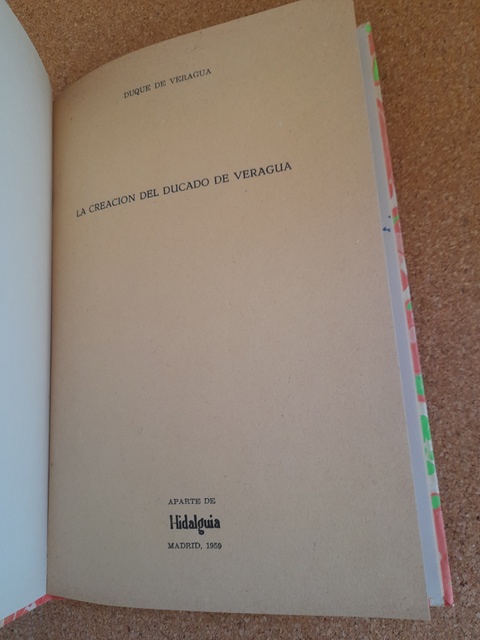 DUQUE DE VERAGUA
LA CREACION DEL DUCADO DE VERAGUA
APARTE DE
Hidalguia
MADRID, 1959